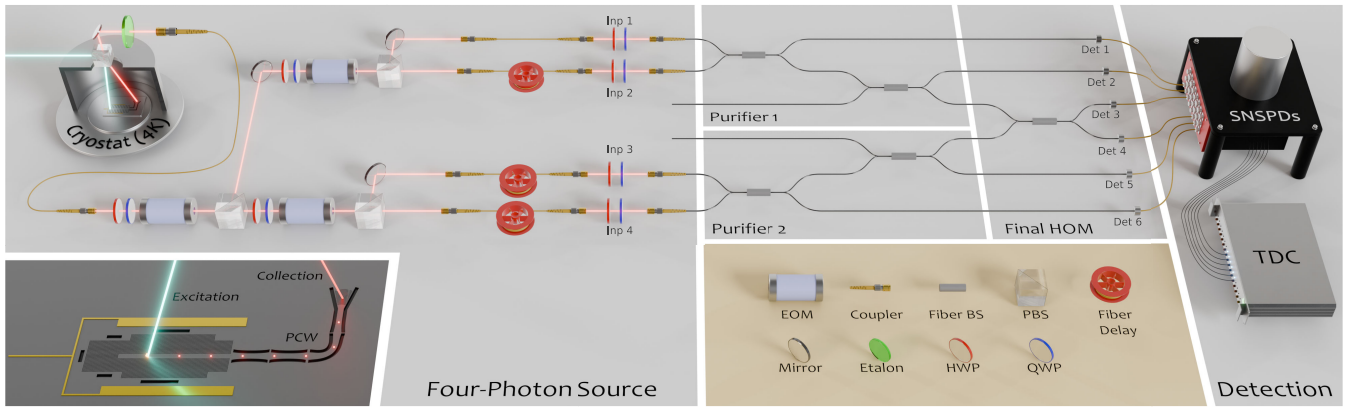 Cryostat (4K)
Inp 1
Inp 2
Inp 3
Inp 4
Purifier 1
Purifier 2
Final HOM
Det 1
Det 2
Det 3
Det 4
Det 5
Det 6
SNSPDs
TDC
Detection
Collection
Excitation
PCW
Four-Photon Source
EOM
Coupler
Fiber BS
PBS
Fiber
Delay
Mirror
Etalon
HWP
QWP